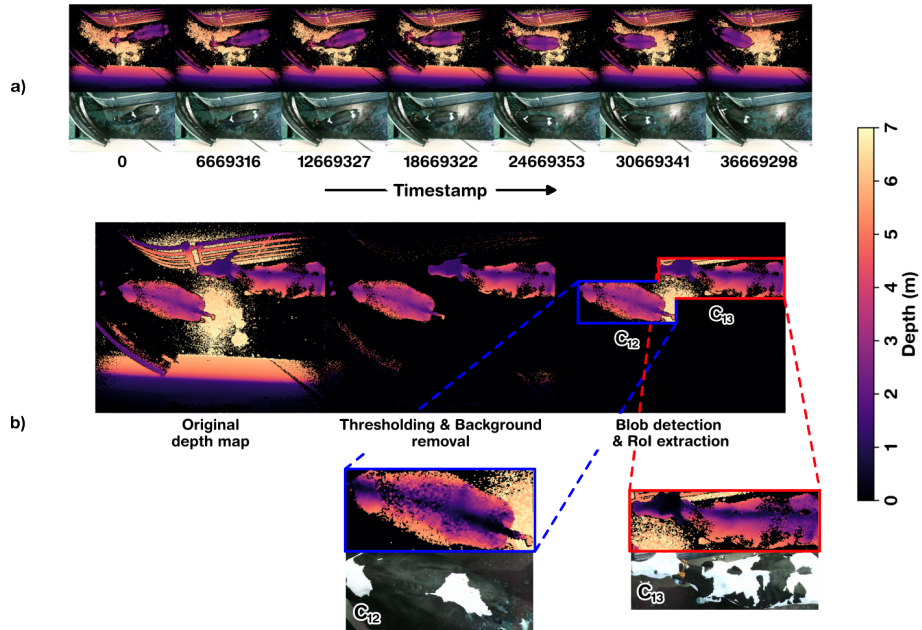 a)
0 6669316 12669327 18669322 24669353 30669341 36669298
Timestamp
b)
C12
C13
Original
depth map
Thresholding & Background
removal
Blob detection
& RoI extraction
C12
C13
7
6
5
4
3
2
1
0
Depth (m)